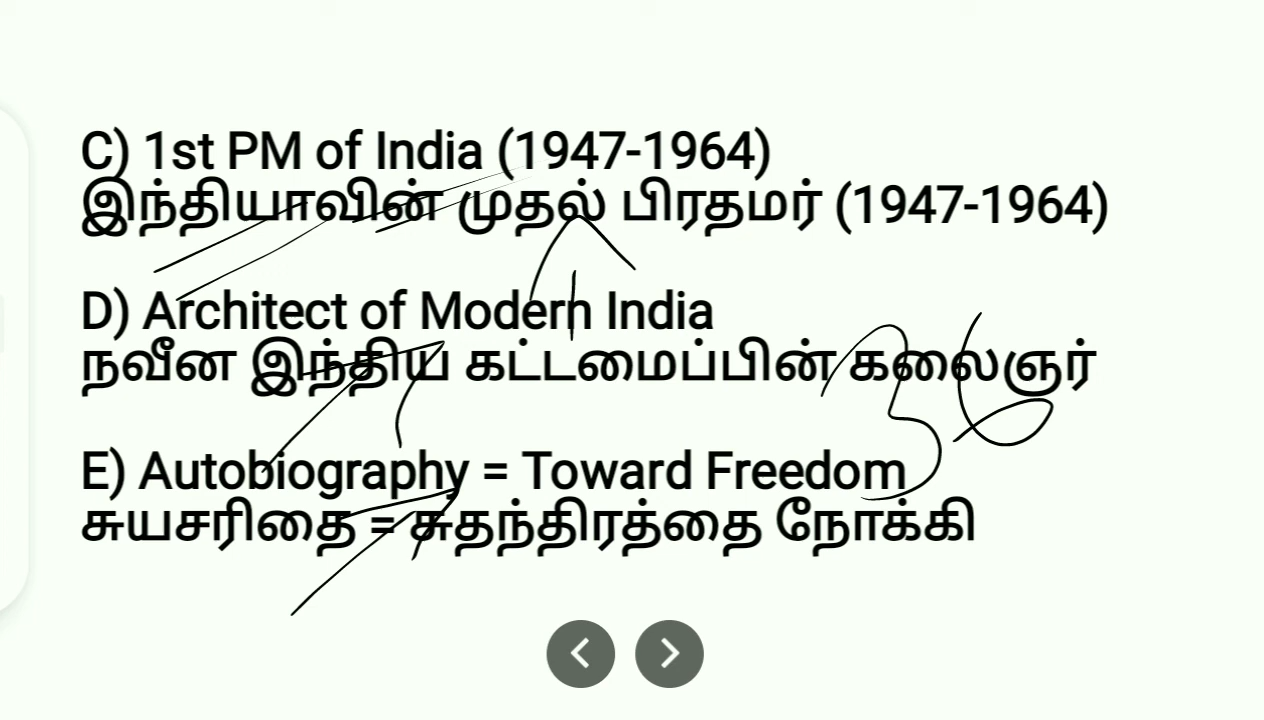 C) 1st PM of India (1947-1964)
இந்தியாவின் முதல் பிரதமர் (1947-1964)
D) Architect of Modern India
நவீன இந்திய கட்டமைப்பின் கலைஞர்
E) Autobiography = Toward Freedom
சுயசரிதை = சுதந்திரத்தை நோக்கி
36